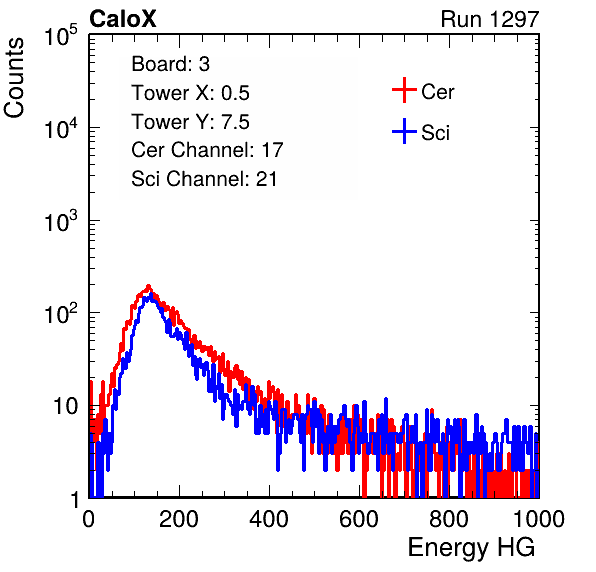 CaloX Run 1297
Counts
10^5
10^4
10^3
10^2
10
1
Board: 3
Tower X: 0.5
Tower Y: 7.5
Cer Channel: 17
Sci Channel: 21
Cer
Sci
0 200 400 600 800 1000
Energy HG